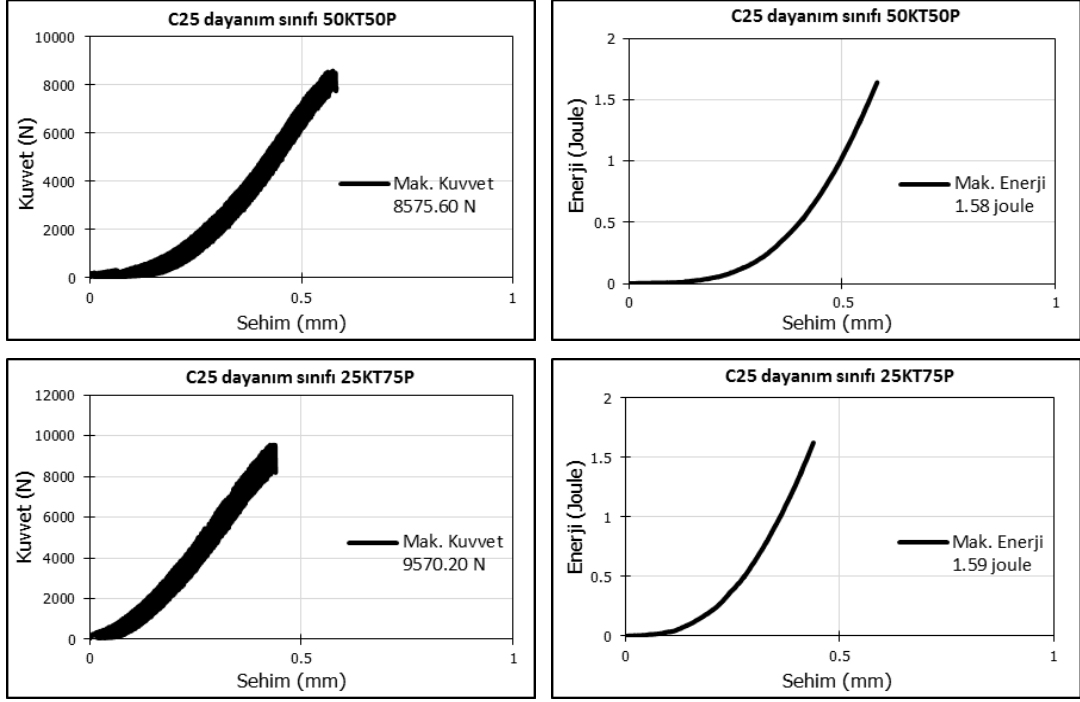 C25 dayanım sınıfı 50KT50P
Kuvvet (N)
10000
8000
6000
4000
2000
0
0
0.5
1
Sehim (mm)
Mak. Kuvvet
8575.60 N
C25 dayanım sınıfı 50KT50P
Enerji (Joule)
2
1.5
1
0.5
0
0
0.5
1
Sehim (mm)
Mak. Enerji
1.58 joule
C25 dayanım sınıfı 25KT75P
Kuvvet (N)
12000
10000
8000
6000
4000
2000
0
0
0.5
1
Sehim (mm)
Mak. Kuvvet
9570.20 N
C25 dayanım sınıfı 25KT75P
Enerji (Joule)
2
1.5
1
0.5
0
0
0.5
1
Sehim (mm)
Mak. Enerji
1.59 joule